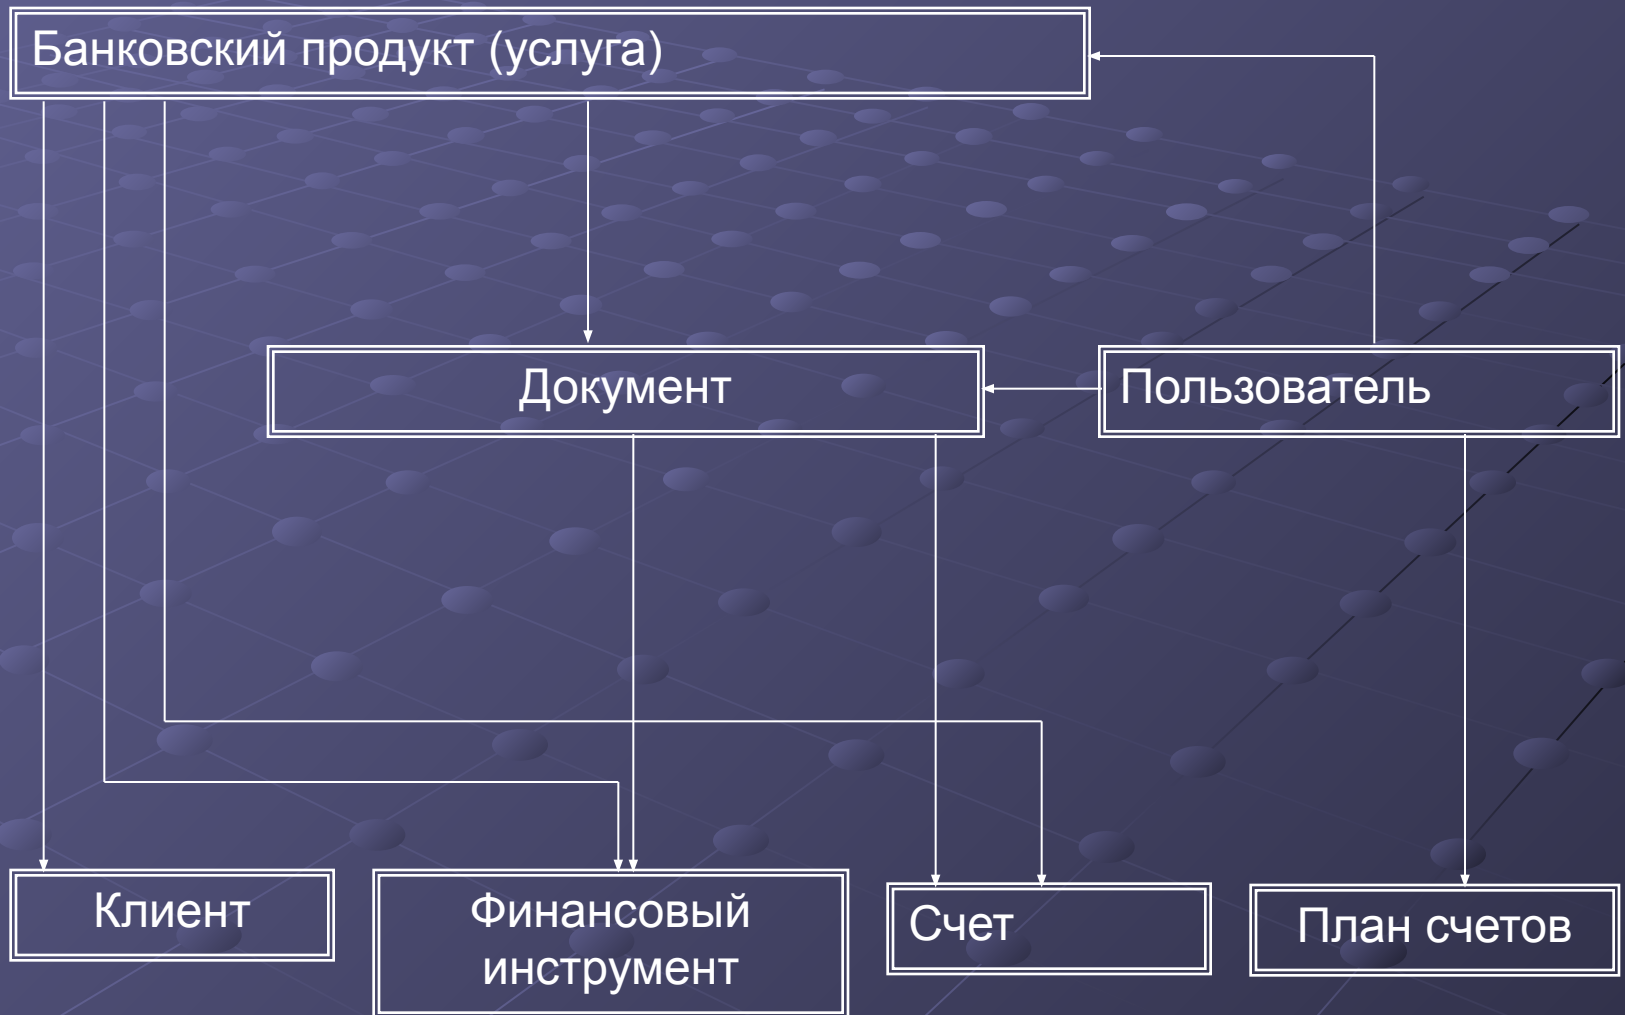 Банковский продукт (услуга)
Документ
Пользователь
Клиент
Финансовый
инструмент
Счет
План счетов